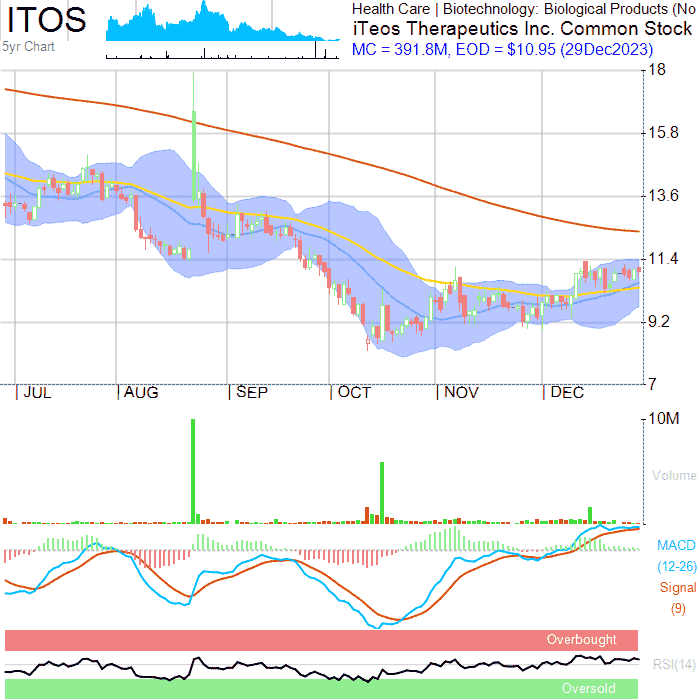 ITOS
5yr Chart
Health Care | Biotechnology: Biological Products (No
iTeos Therapeutics Inc. Common Stock
MC = 391.8M, EOD = $10.95 (29Dec2023)
18
15.8
13.6
11.4
9.2
7
JUL AUG SEP OCT NOV DEC
10M
Volume
MACD
(12-26)
Signal
(9)
Overbought
RSI(14)
Oversold